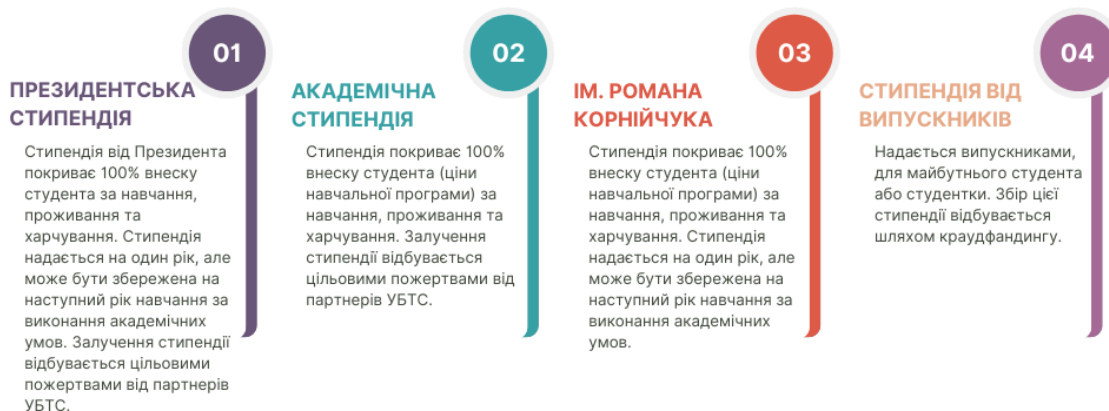 01
ПРЕЗИДЕНТСЬКА
СТИПЕНДІЯ
Стипендія від Президента
покриває 100% внеску
студента за навчання,
проживання та
харчування. Стипендія
надається на один рік, але
може бути збережена на
наступний рік навчання за
виконання академічних
умов. Залучення стипендії
відбувається цільовими
пожертвами від партнерів
УБТС.
02
АКАДЕМІЧНА
СТИПЕНДІЯ
Стипендія покриває 100%
внеску студента (ціни
навчальної програми) за
навчання, проживання та
харчування. Залучення
стипендії відбувається
цільовими пожертвами від
партнерів УБТС.
03
ІМ. РОМАНА
КОРНІЙЧУКА
Стипендія покриває 100%
внеску студента (ціни
навчальної програми) за
навчання, проживання та
харчування. Стипендія
надається на один рік, але
може бути збережена на
наступний рік навчання за
виконання академічних
умов.
04
СТИПЕНДІЯ ВІД
ВИПУСКНИКІВ
Надається випускниками,
для майбутнього студента
або студентки. Збір цієї
стипендії відбувається
шляхом краудфандингу.